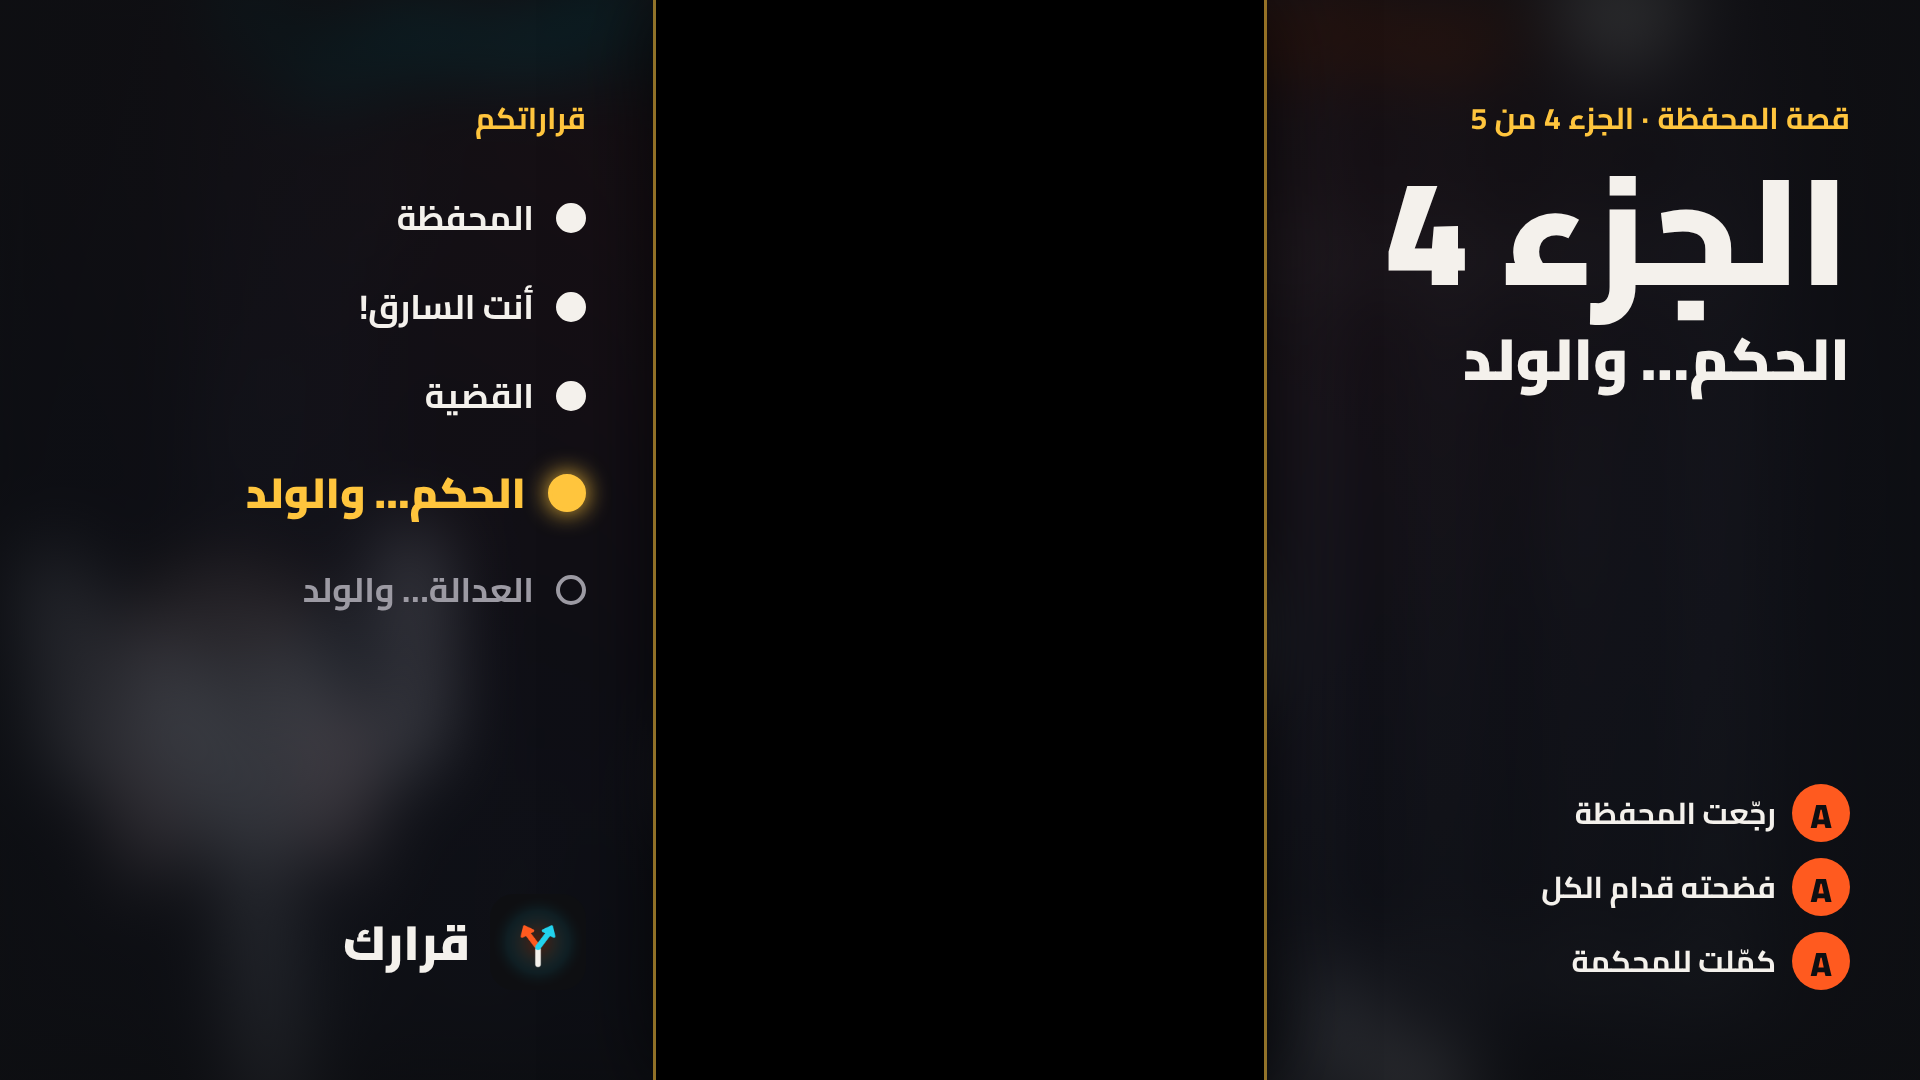 قصة المحفظة · الجزء 4 من 5
الجزء 4
الحكم... والولد
A رجّعت المحفظة
A فضحته قدام الكل
A كمّلت للمحكمة
قراراتكم
المحفظة
أنت السارق!
القضية
الحكم... والولد
العدالة... والولد
قرارك